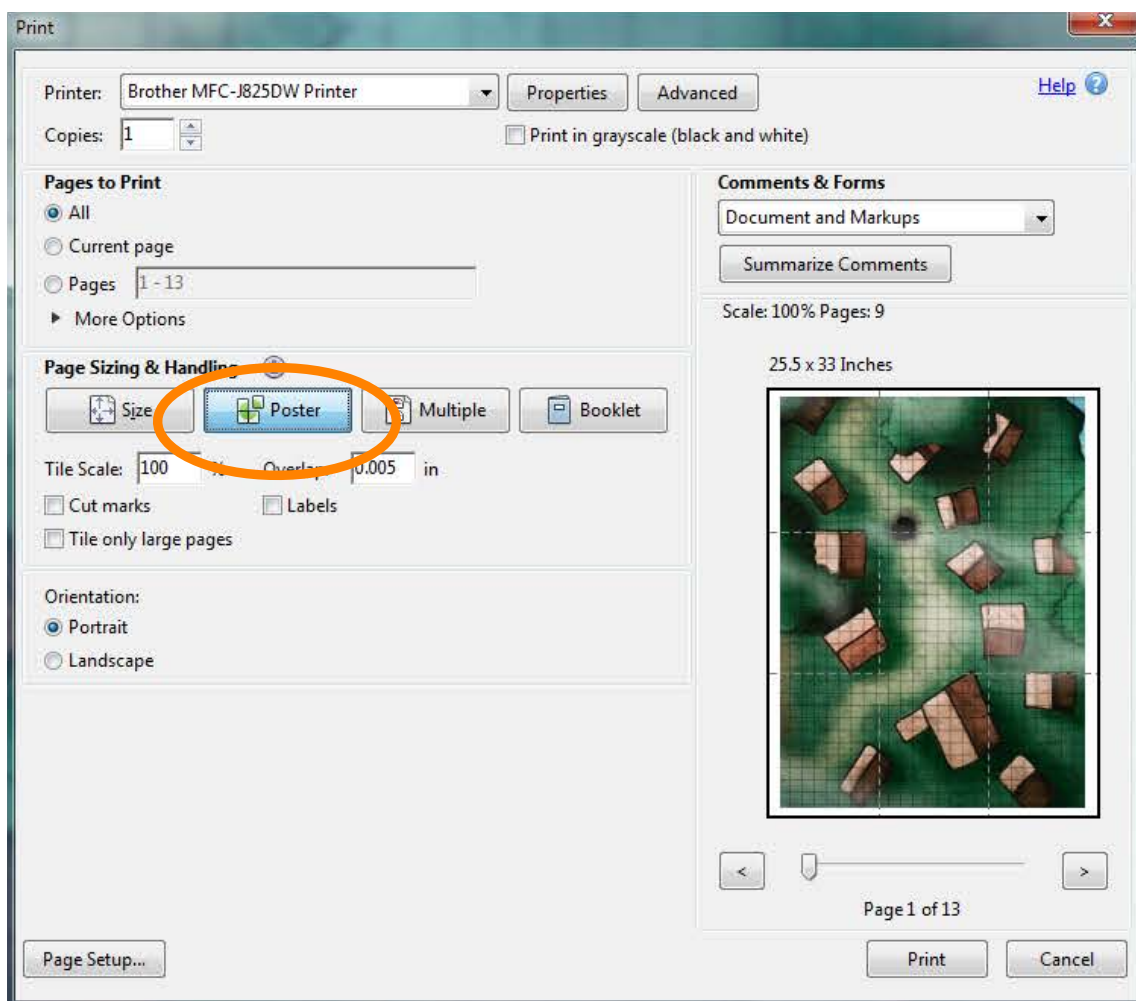 Print
X
Printer: Brother MFC-J825DW Printer Properties Advanced Help ?
Copies: 1 Print in grayscale (black and white)
Pages to Print
All
Current page
Pages 1 - 13
More Options
Comments & Forms
Document and Markups
Summarize Comments
Scale: 100% Pages: 9
25.5 x 33 Inches
Page Sizing & Handling
Size Poster Multiple Booklet
Tile Scale: 100 % Overlap: 0.005 in
Cut marks Labels
Tile only large pages
Orientation:
Portrait
Landscape
< >
Page 1 of 13
Page Setup... Print Cancel